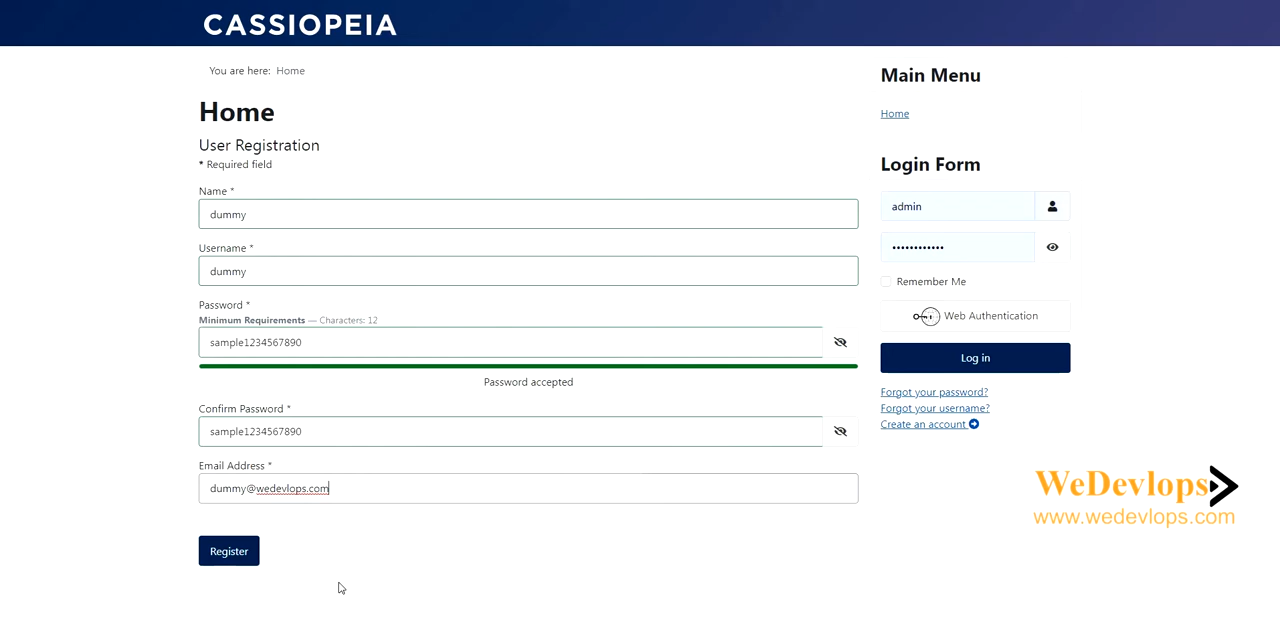 CASSIOPEIA
You are here: Home
Home
User Registration
* Required field
Name *
dummy
Username *
dummy
Password *
Minimum Requirements — Characters: 12
sample1234567890
Password accepted
Confirm Password *
sample1234567890
Email Address *
dummy@wedevlops.com
Register
Main Menu
Home
Login Form
admin
••••••••••••
Remember Me
Web Authentication
Log in
Forgot your password?
Forgot your username?
Create an account
WeDevlops
www.wedevlops.com